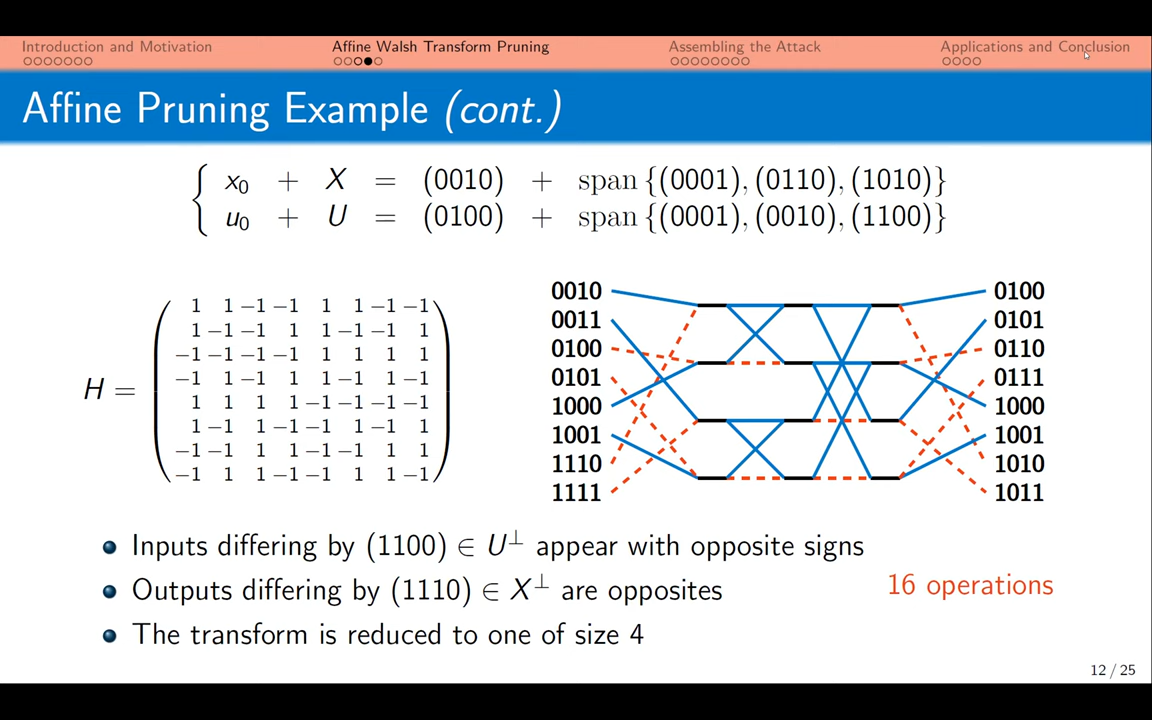 Introduction and Motivation
Affine Walsh Transform Pruning
Assembling the Attack
Applications and Conclusion
Affine Pruning Example (cont.)
x₀ + X = (0010) + span {(0001), (0110), (1010)}
u₀ + U = (0100) + span {(0001), (0010), (1100)}
H =
1 1 −1 −1 1 1 −1 −1
1 −1 −1 1 1 −1 −1 1
−1 −1 −1 −1 1 1 1 1
−1 1 −1 1 1 −1 1 −1
1 1 1 1 −1 −1 −1 −1
1 −1 1 −1 −1 1 −1 1
−1 −1 1 1 −1 −1 1 1
−1 1 1 −1 −1 1 1 −1
0010
0011
0100
0101
1000
1001
1110
1111
0100
0101
0110
0111
1000
1001
1010
1011
Inputs differing by (1100) ∈ U⊥ appear with opposite signs
Outputs differing by (1110) ∈ X⊥ are opposites
16 operations
The transform is reduced to one of size 4
12 / 25